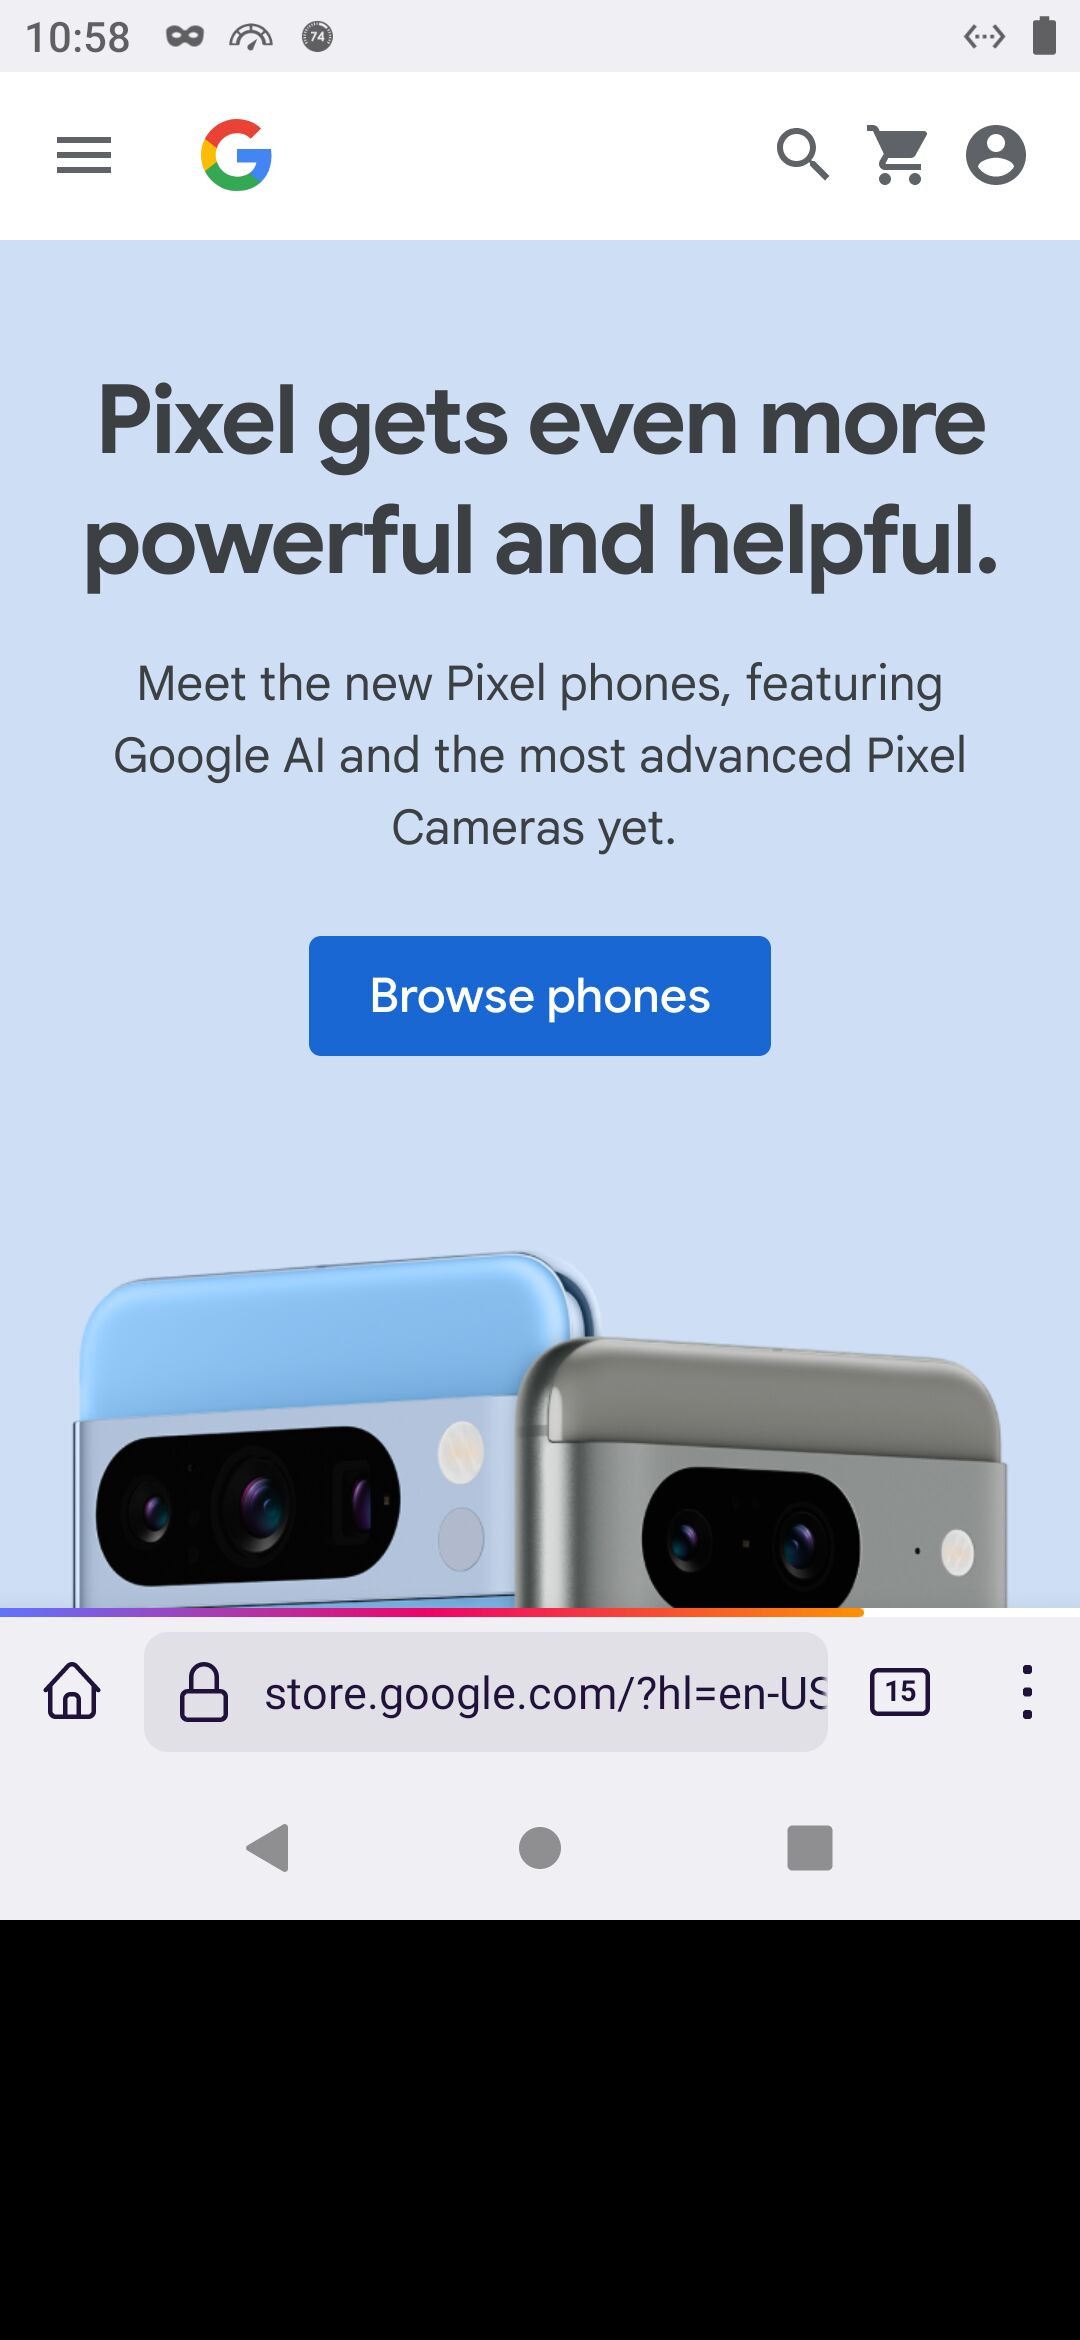 10:58
74
Pixel gets even more
powerful and helpful.
Meet the new Pixel phones, featuring
Google AI and the most advanced Pixel
Cameras yet.
Browse phones
store.google.com/?hl=en-US
15